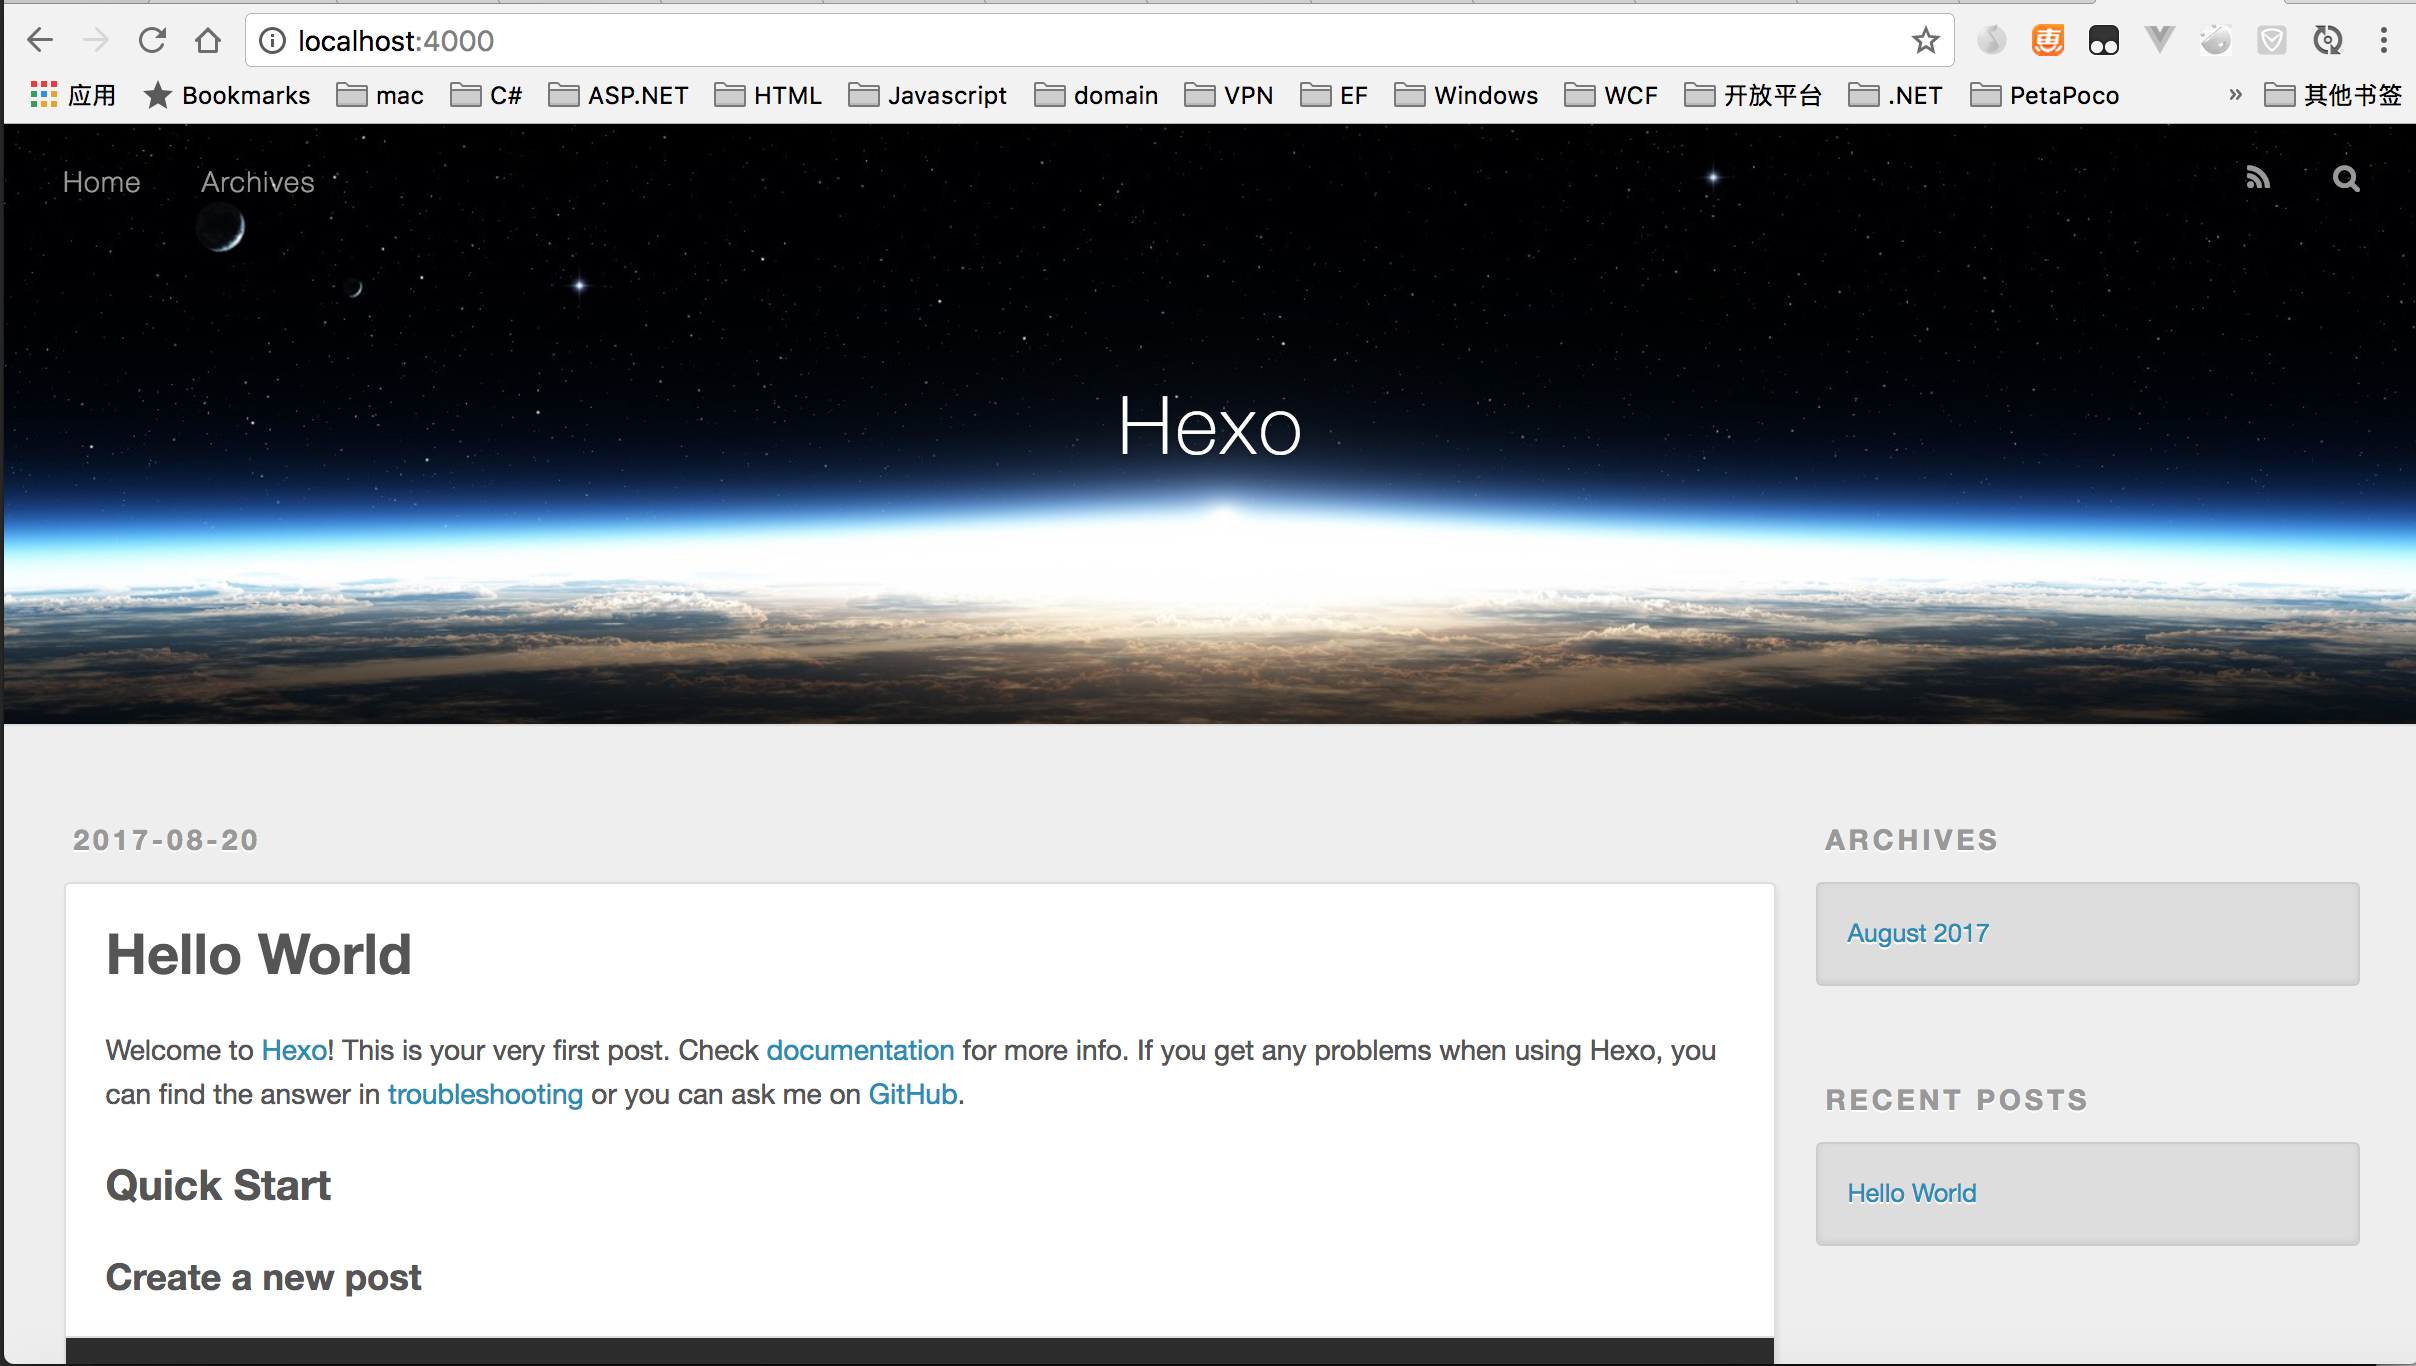 localhost:4000
应用 Bookmarks mac C# ASP.NET HTML Javascript domain VPN EF Windows WCF 开放平台 .NET PetaPoco » 其他书签
Home Archives
Hexo
2017-08-20
Hello World
Welcome to Hexo! This is your very first post. Check documentation for more info. If you get any problems when using Hexo, you
can find the answer in troubleshooting or you can ask me on GitHub.
Quick Start
Create a new post
ARCHIVES
August 2017
RECENT POSTS
Hello World